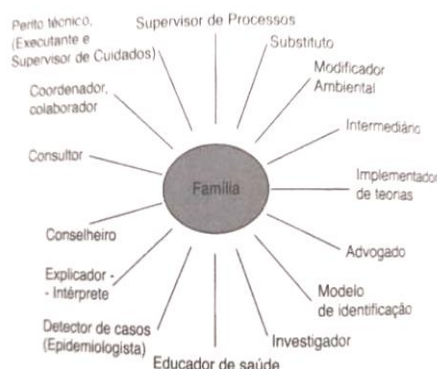 Supervisor de Processos
Perito técnico,
(Executante e
Supervisor de Cuidados)
Substituto
Modificador
Ambiental
Coordenador,
colaborador
Intermediário
Consultor
Família
Implementador
de teorias
Conselheiro
Advogado
Explicador -
- Intérprete
Modelo
de identificação
Detector de casos
(Epidemiologista)
Investigador
Educador de saúde